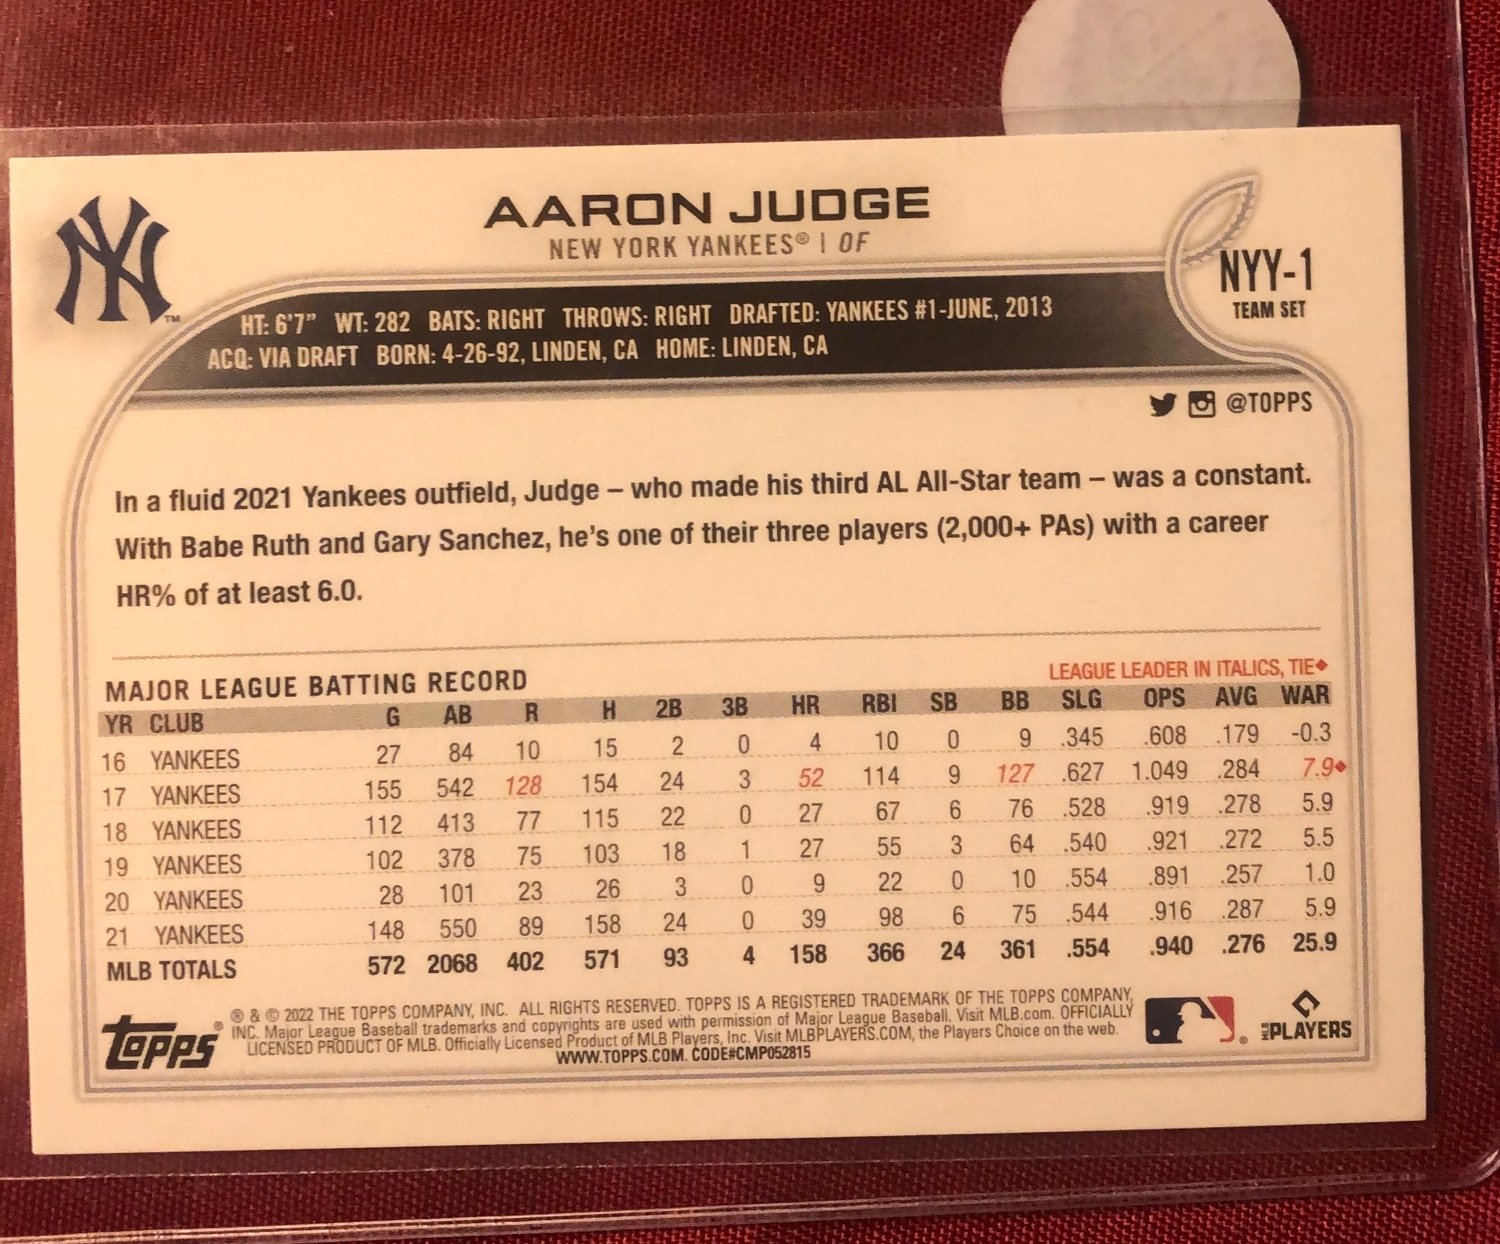 AARON JUDGE
NEW YORK YANKEES® | OF
NYY-1
TEAM SET
NY™
HT: 6'7" WT: 282 BATS: RIGHT THROWS: RIGHT DRAFTED: YANKEES #1-JUNE, 2013
ACQ: VIA DRAFT BORN: 4-26-92, LINDEN, CA HOME: LINDEN, CA
@TOPPS
In a fluid 2021 Yankees outfield, Judge – who made his third AL All-Star team – was a constant.
With Babe Ruth and Gary Sanchez, he's one of their three players (2,000+ PAs) with a career
HR% of at least 6.0.
MAJOR LEAGUE BATTING RECORD LEAGUE LEADER IN ITALICS, TIE♦
YR CLUB G AB R H 2B 3B HR RBI SB BB SLG OPS AVG WAR
16 YANKEES 27 84 10 15 2 0 4 10 0 9 .345 .608 .179 -0.3
17 YANKEES 155 542 128 154 24 3 52 114 9 127 .627 1.049 .284 7.9♦
18 YANKEES 112 413 77 115 22 0 27 67 6 76 .528 .919 .278 5.9
19 YANKEES 102 378 75 103 18 1 27 55 3 64 .540 .921 .272 5.5
20 YANKEES 28 101 23 26 3 0 9 22 0 10 .554 .891 .257 1.0
21 YANKEES 148 550 89 158 24 0 39 98 6 75 .544 .916 .287 5.9
MLB TOTALS 572 2068 402 571 93 4 158 366 24 361 .554 .940 .276 25.9
Topps®
® & © 2022 THE TOPPS COMPANY, INC. ALL RIGHTS RESERVED. TOPPS IS A REGISTERED TRADEMARK OF THE TOPPS COMPANY,
INC. Major League Baseball trademarks and copyrights are used with permission of Major League Baseball. Visit MLB.com. OFFICIALLY
LICENSED PRODUCT OF MLB. Officially Licensed Product of MLB Players, Inc. Visit MLBPLAYERS.COM, the Players Choice on the web.
WWW.TOPPS.COM. CODE#CMP052815
MLB PLAYERS